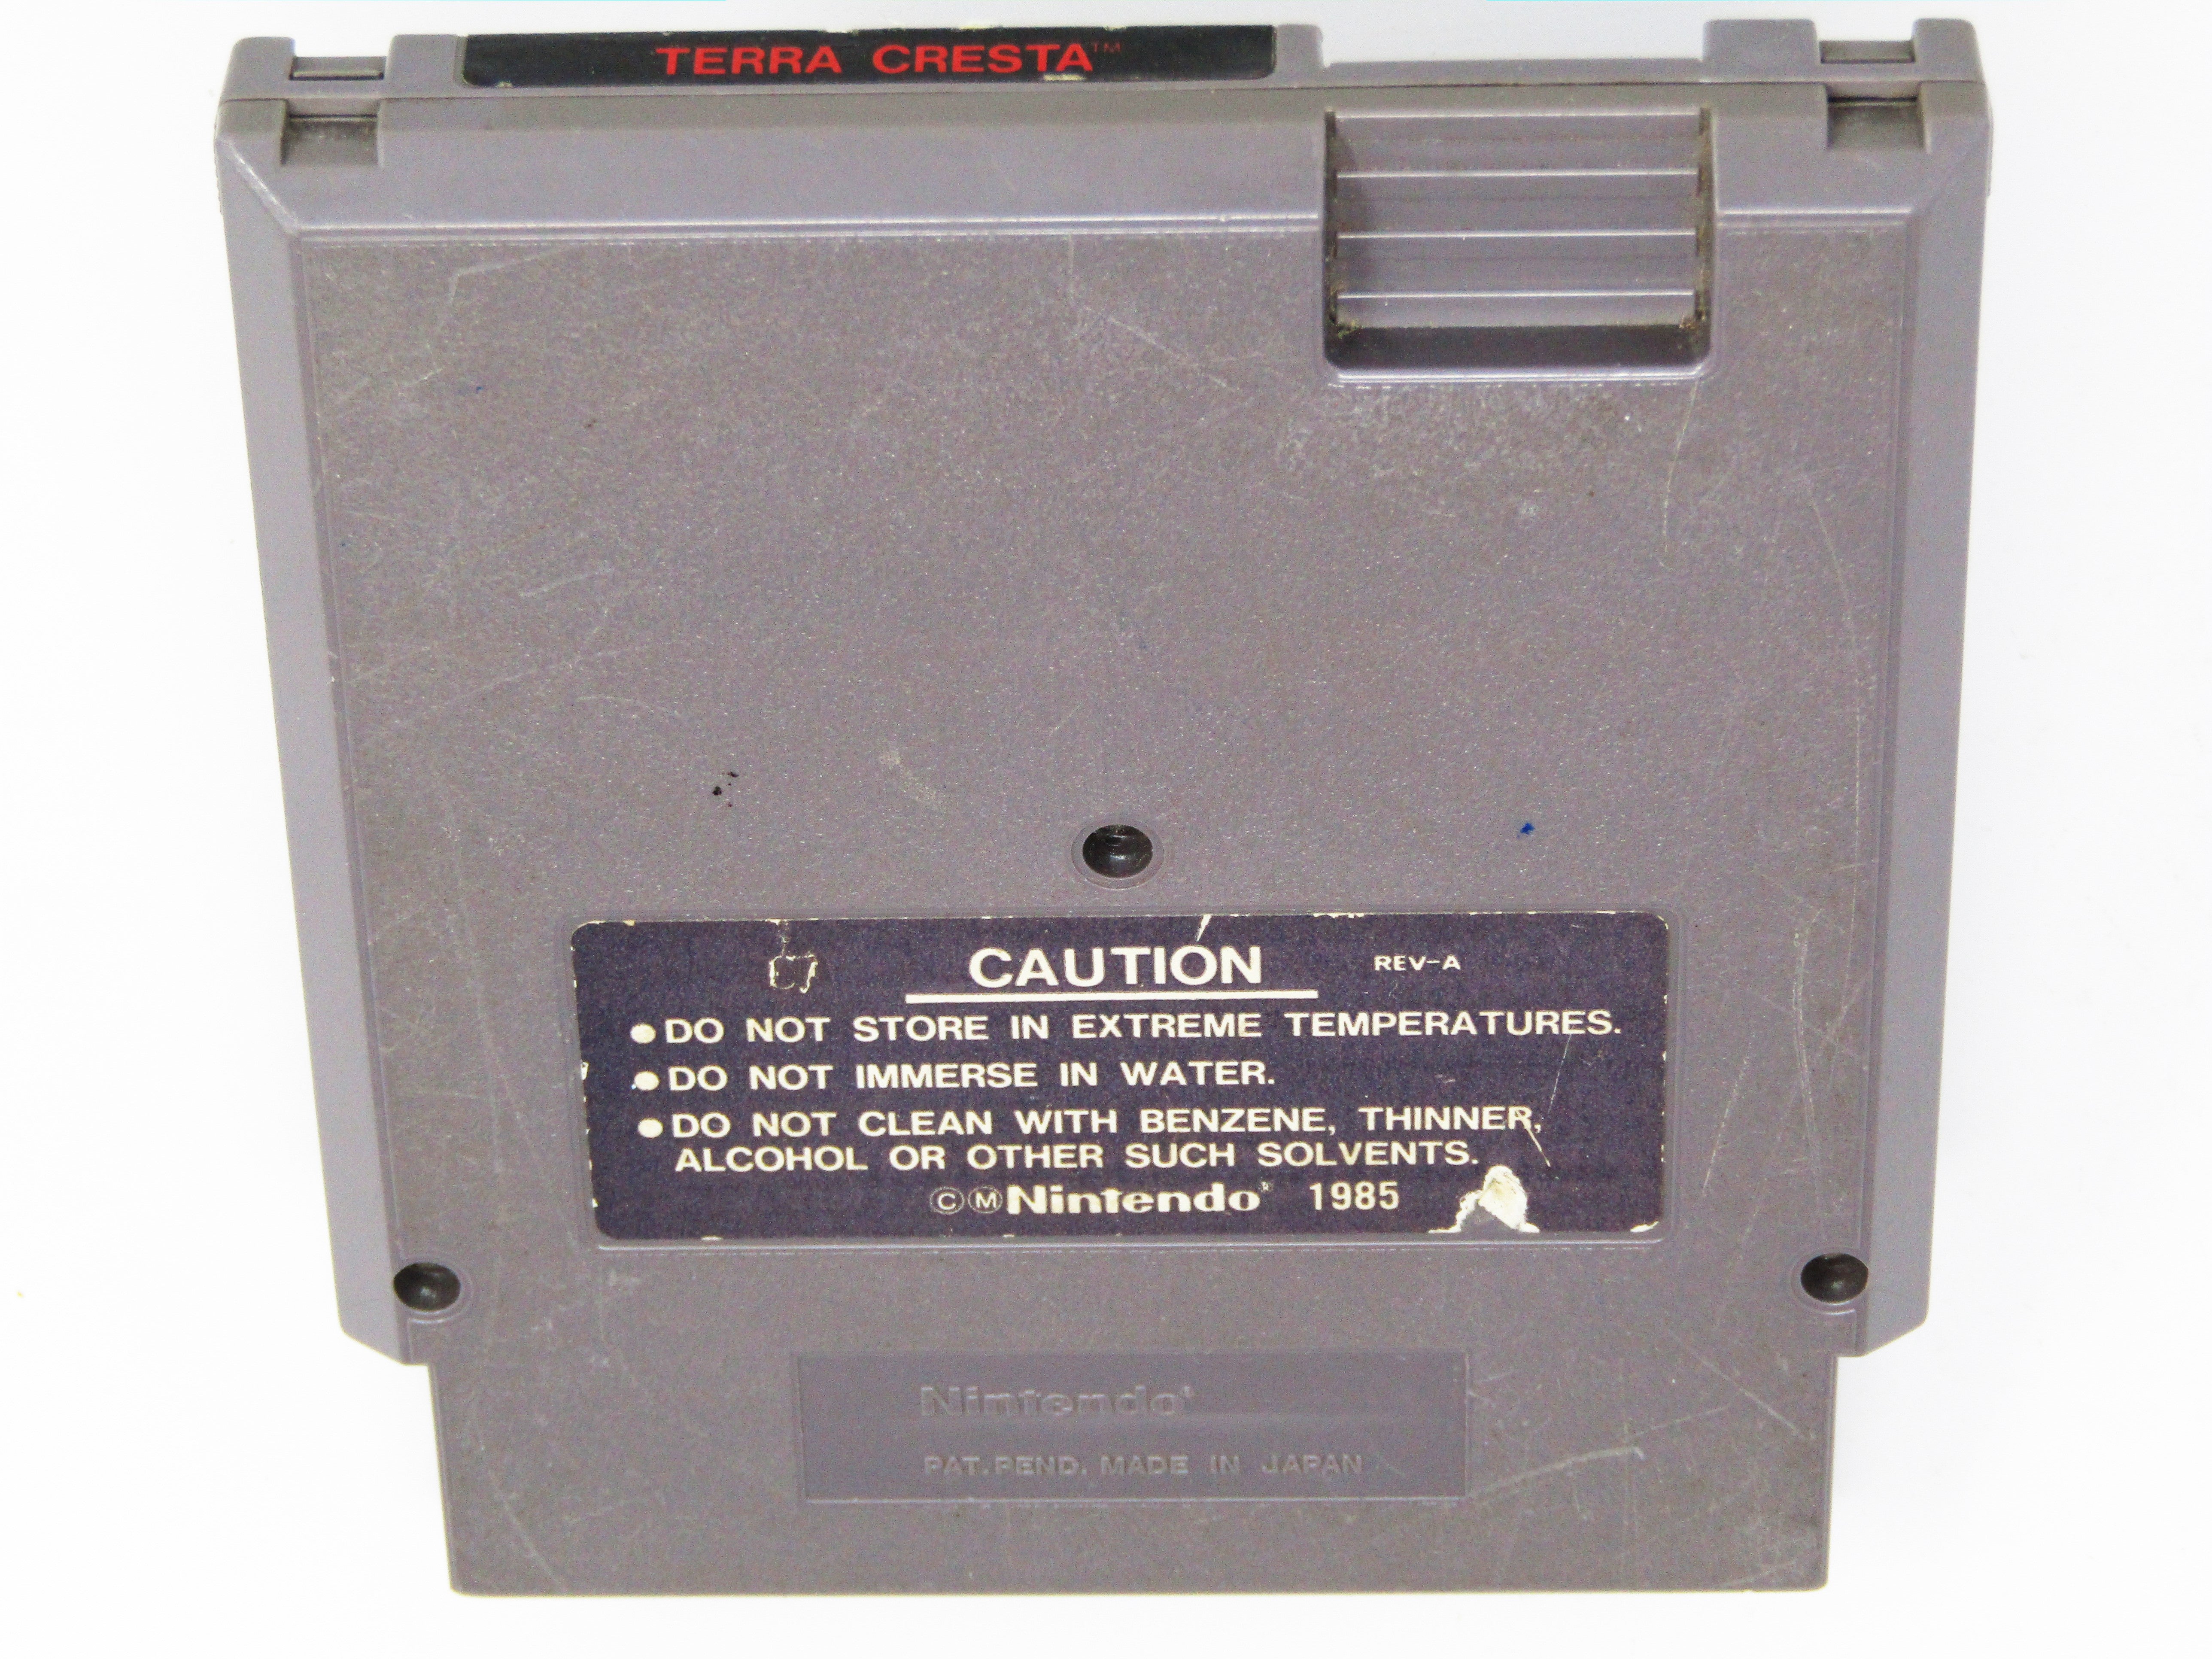 TERRA CRESTA™
CAUTION REV-A
●DO NOT STORE IN EXTREME TEMPERATURES.
●DO NOT IMMERSE IN WATER.
●DO NOT CLEAN WITH BENZENE, THINNER,
ALCOHOL OR OTHER SUCH SOLVENTS.
©ⓂNintendo® 1985
Nintendo®
PAT. PEND. MADE IN JAPAN